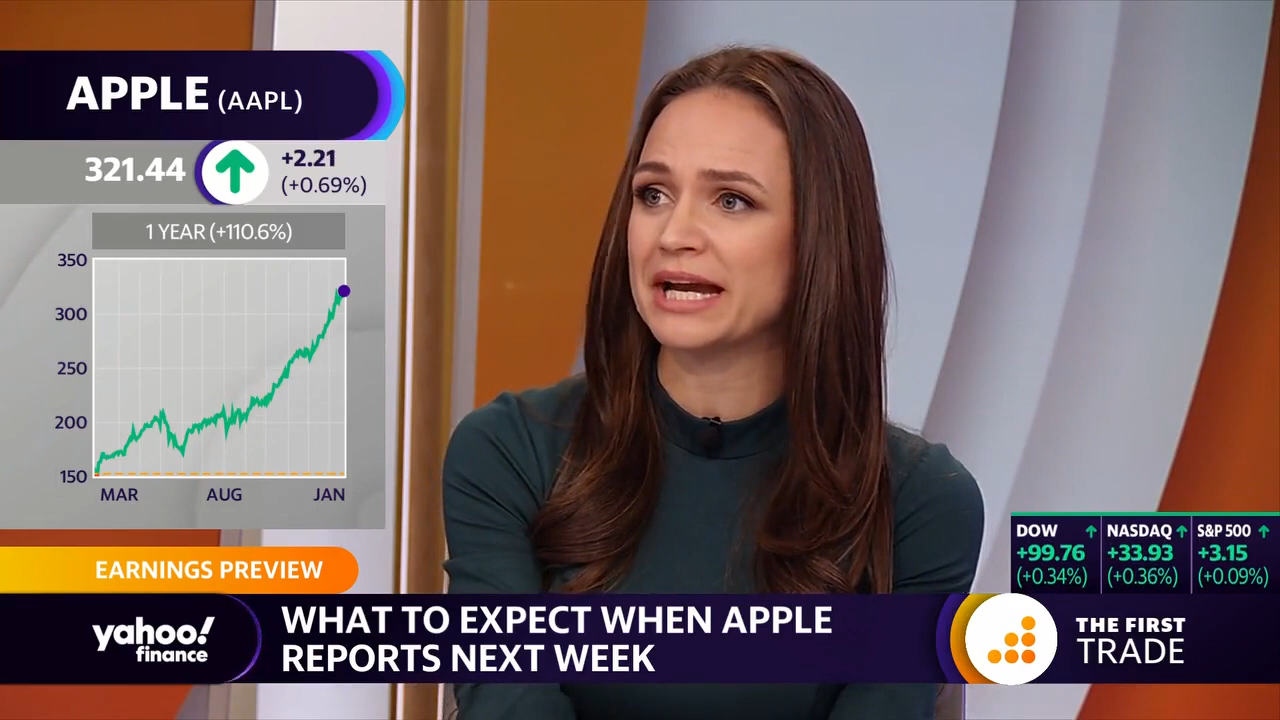 APPLE (AAPL)
321.44
+2.21
(+0.69%)
1 YEAR (+110.6%)
350
300
250
200
150
MAR AUG JAN
EARNINGS PREVIEW
yahoo!
finance
WHAT TO EXPECT WHEN APPLE
REPORTS NEXT WEEK
DOW
+99.76
(+0.34%)
NASDAQ
+33.93
(+0.36%)
S&P 500
+3.15
(+0.09%)
THE FIRST
TRADE